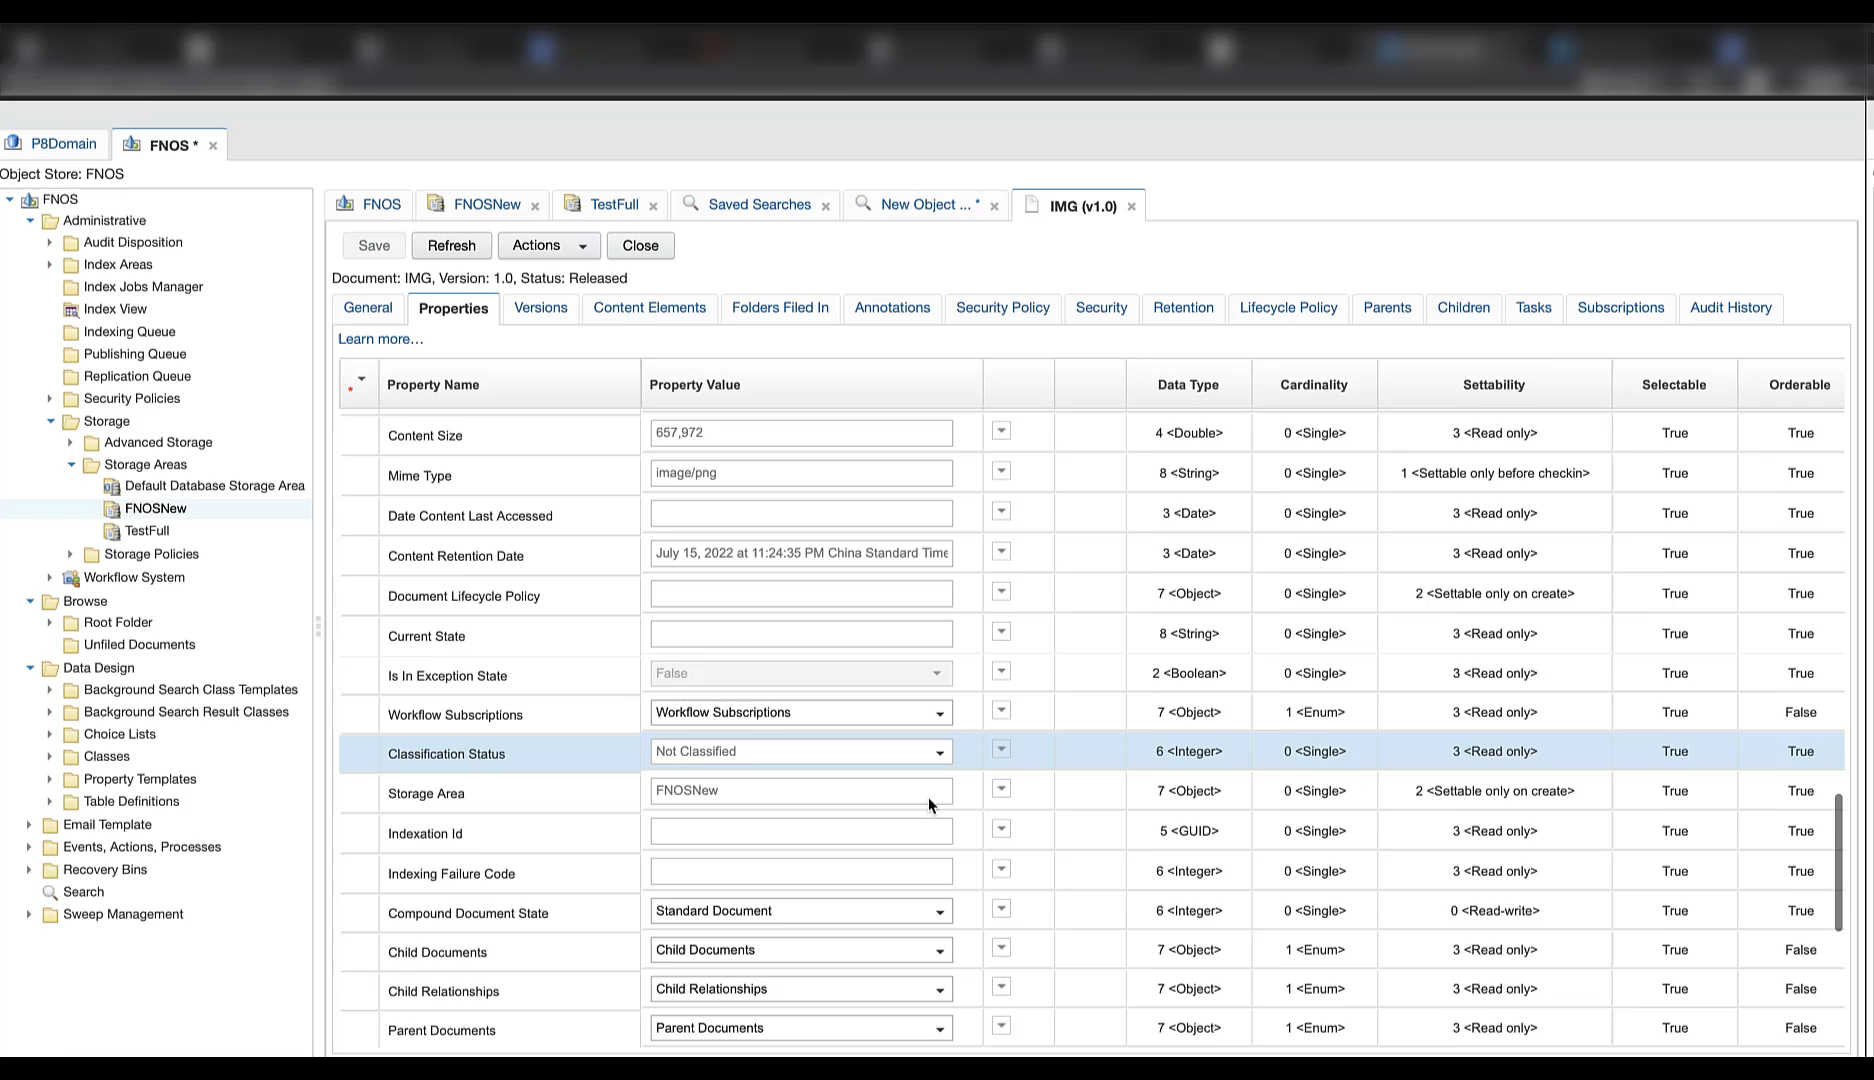 P8Domain
FNOS *
Object Store: FNOS
FNOS
Administrative
Audit Disposition
Index Areas
Index Jobs Manager
Index View
Indexing Queue
Publishing Queue
Replication Queue
Security Policies
Storage
Advanced Storage
Storage Areas
Default Database Storage Area
FNOSNew
TestFull
Storage Policies
Workflow System
Browse
Root Folder
Unfiled Documents
Data Design
Background Search Class Templates
Background Search Result Classes
Choice Lists
Classes
Property Templates
Table Definitions
Email Template
Events, Actions, Processes
Recovery Bins
Search
Sweep Management
FNOS FNOSNew TestFull Saved Searches New Object ... * IMG (v1.0)
Save Refresh Actions Close
Document: IMG, Version: 1.0, Status: Released
General Properties Versions Content Elements Folders Filed In Annotations Security Policy Security Retention Lifecycle Policy Parents Children Tasks Subscriptions Audit History
Learn more…
* Property Name Property Value Data Type Cardinality Settability Selectable Orderable
Content Size 657,972 4 <Double> 0 <Single> 3 <Read only> True True
Mime Type image/png 8 <String> 0 <Single> 1 <Settable only before checkin> True True
Date Content Last Accessed 3 <Date> 0 <Single> 3 <Read only> True True
Content Retention Date July 15, 2022 at 11:24:35 PM China Standard Time 3 <Date> 0 <Single> 3 <Read only> True True
Document Lifecycle Policy 7 <Object> 0 <Single> 2 <Settable only on create> True True
Current State 8 <String> 0 <Single> 3 <Read only> True True
Is In Exception State False 2 <Boolean> 0 <Single> 3 <Read only> True True
Workflow Subscriptions Workflow Subscriptions 7 <Object> 1 <Enum> 3 <Read only> True False
Classification Status Not Classified 6 <Integer> 0 <Single> 3 <Read only> True True
Storage Area FNOSNew 7 <Object> 0 <Single> 2 <Settable only on create> True True
Indexation Id 5 <GUID> 0 <Single> 3 <Read only> True True
Indexing Failure Code 6 <Integer> 0 <Single> 3 <Read only> True True
Compound Document State Standard Document 6 <Integer> 0 <Single> 0 <Read-write> True True
Child Documents Child Documents 7 <Object> 1 <Enum> 3 <Read only> True False
Child Relationships Child Relationships 7 <Object> 1 <Enum> 3 <Read only> True False
Parent Documents Parent Documents 7 <Object> 1 <Enum> 3 <Read only> True False